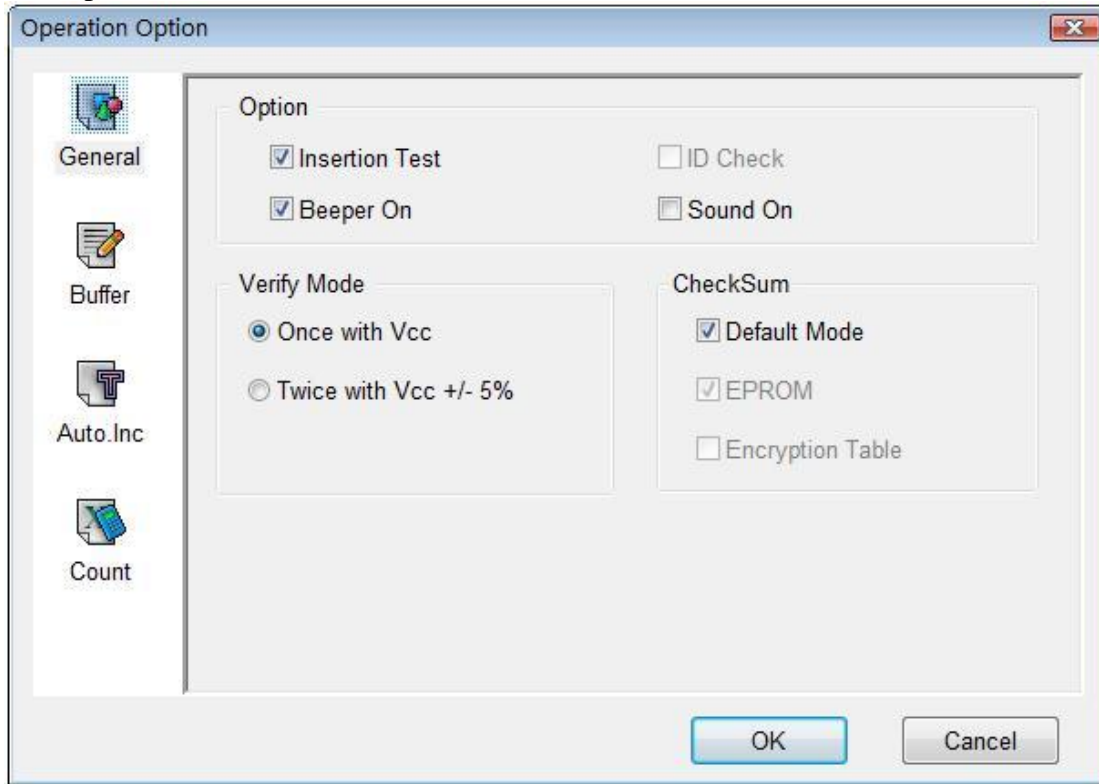 Operation Option
General
Buffer
Auto.Inc
Count
Option
Insertion Test
ID Check
Beeper On
Sound On
Verify Mode
Once with Vcc
Twice with Vcc +/- 5%
CheckSum
Default Mode
EPROM
Encryption Table
OK
Cancel